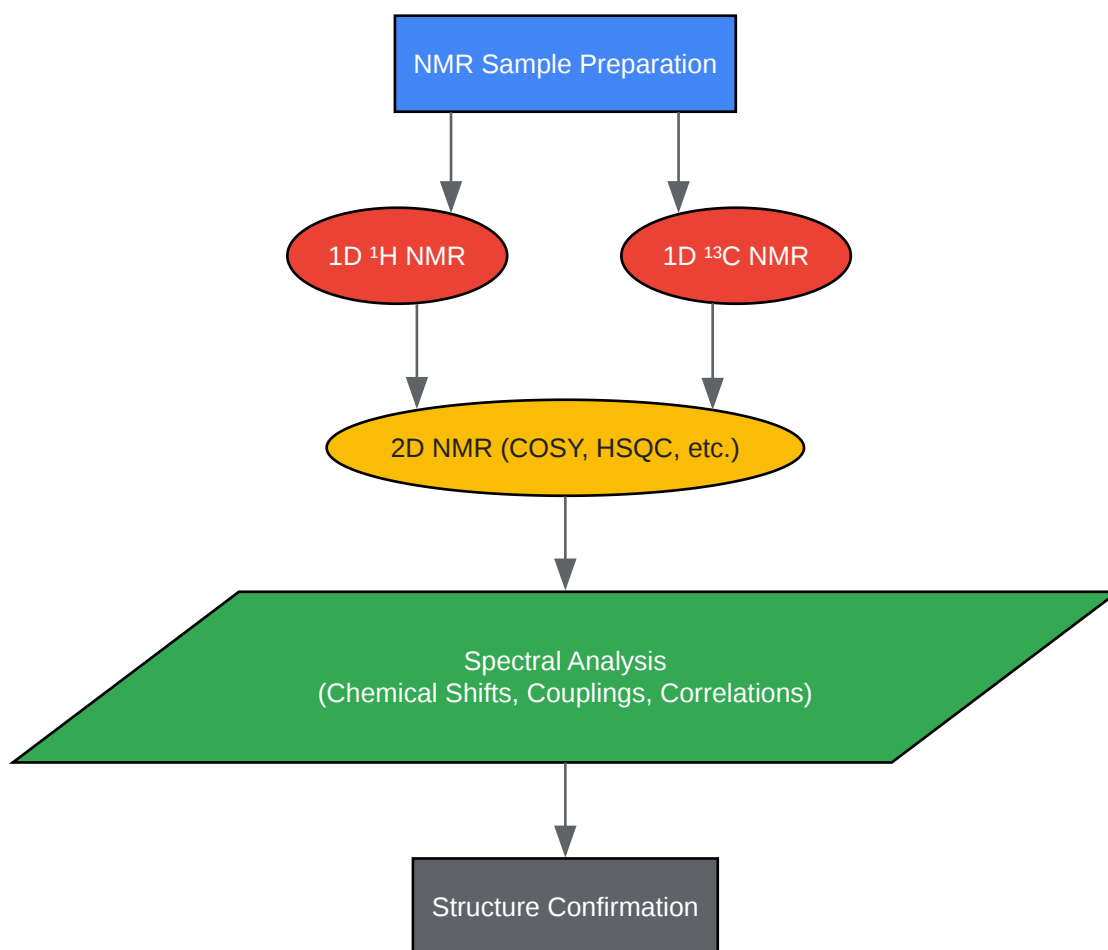 NMR Sample Preparation
1D ¹H NMR
1D ¹³C NMR
2D NMR (COSY, HSQC, etc.)
Spectral Analysis
(Chemical Shifts, Couplings, Correlations)
Structure Confirmation